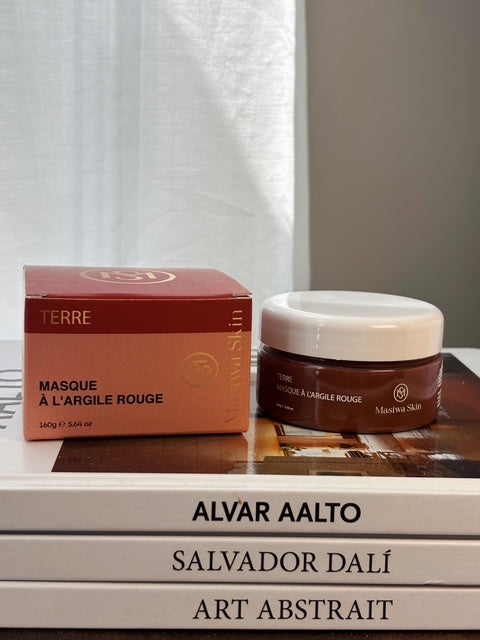 TERRE
MASQUE
À L'ARGILE ROUGE
160g e 5.64 oz
Masiwa Skin
TERRE
MASQUE À L'ARGILE ROUGE
Masiwa Skin
ALVAR AALTO
SALVADOR DALÍ
ART ABSTRAIT